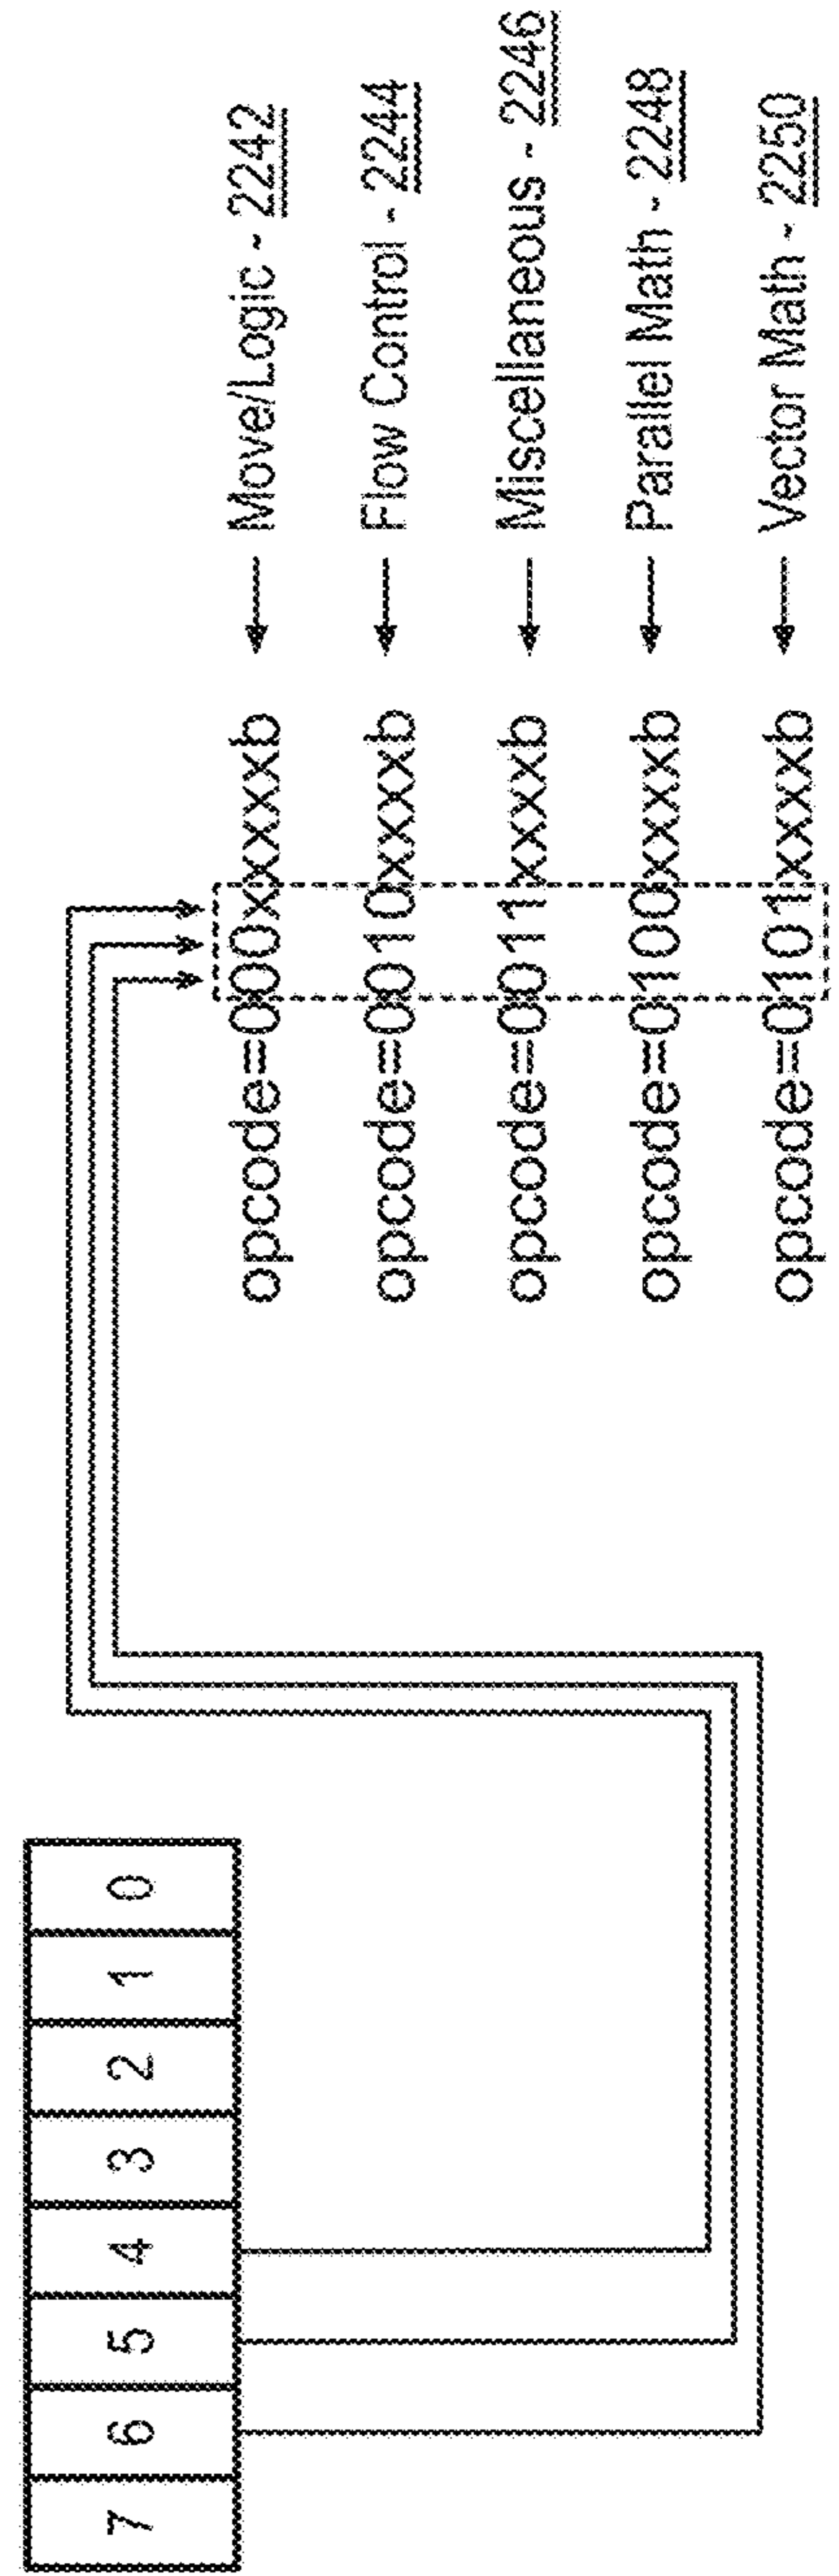 7 6 5 4 3 2 1 0
opcode=000xxxxxb ← Move/Logic - 2242
opcode=0010xxxxb ← Flow Control - 2244
opcode=0011xxxxb ← Miscellaneous - 2246
opcode=0100xxxxb ← Parallel Math - 2248
opcode=0101xxxxb ← Vector Math - 2250